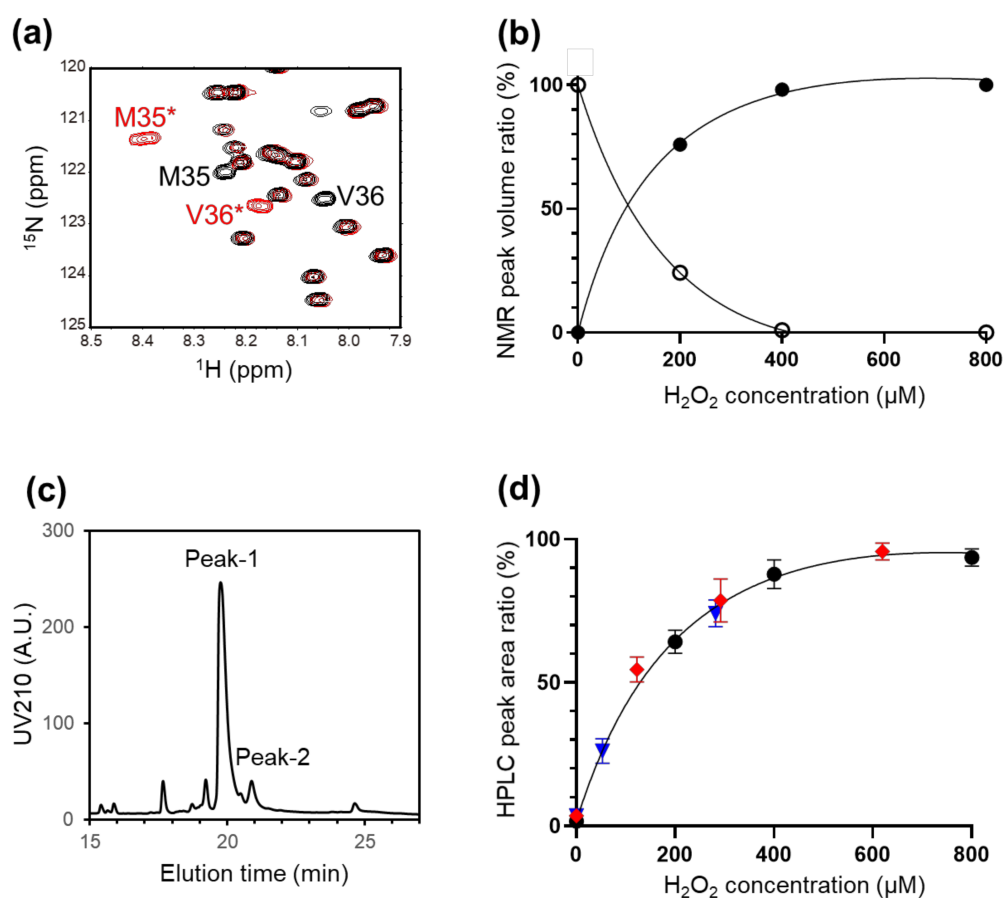 (a)
120
121
122
123
124
125
¹⁵N (ppm)
M35*
M35
V36*
V36
8.5 8.4 8.3 8.2 8.1 8.0 7.9
¹H (ppm)
(b)
100
50
0
NMR peak volume ratio (%)
0 200 400 600 800
H₂O₂ concentration (µM)
(c)
300
200
100
0
UV210 (A.U.)
Peak-1
Peak-2
15 20 25
Elution time (min)
(d)
100
50
0
HPLC peak area ratio (%)
0 200 400 600 800
H₂O₂ concentration (µM)